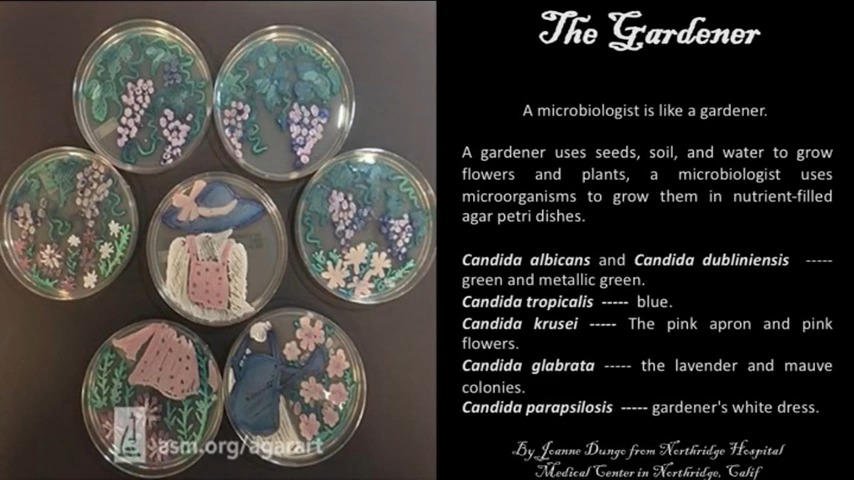 The Gardener
A microbiologist is like a gardener.
A gardener uses seeds, soil, and water to grow
flowers and plants, a microbiologist uses
microorganisms to grow them in nutrient-filled
agar petri dishes.
Candida albicans and Candida dubliniensis -----
green and metallic green.
Candida tropicalis ----- blue.
Candida krusei ----- The pink apron and pink
flowers.
Candida glabrata ----- the lavender and mauve
colonies.
Candida parapsilosis ----- gardener's white dress.
By Joanne Dungo from Northridge Hospital
Medical Center in Northridge, Calif
asm.org/agarart